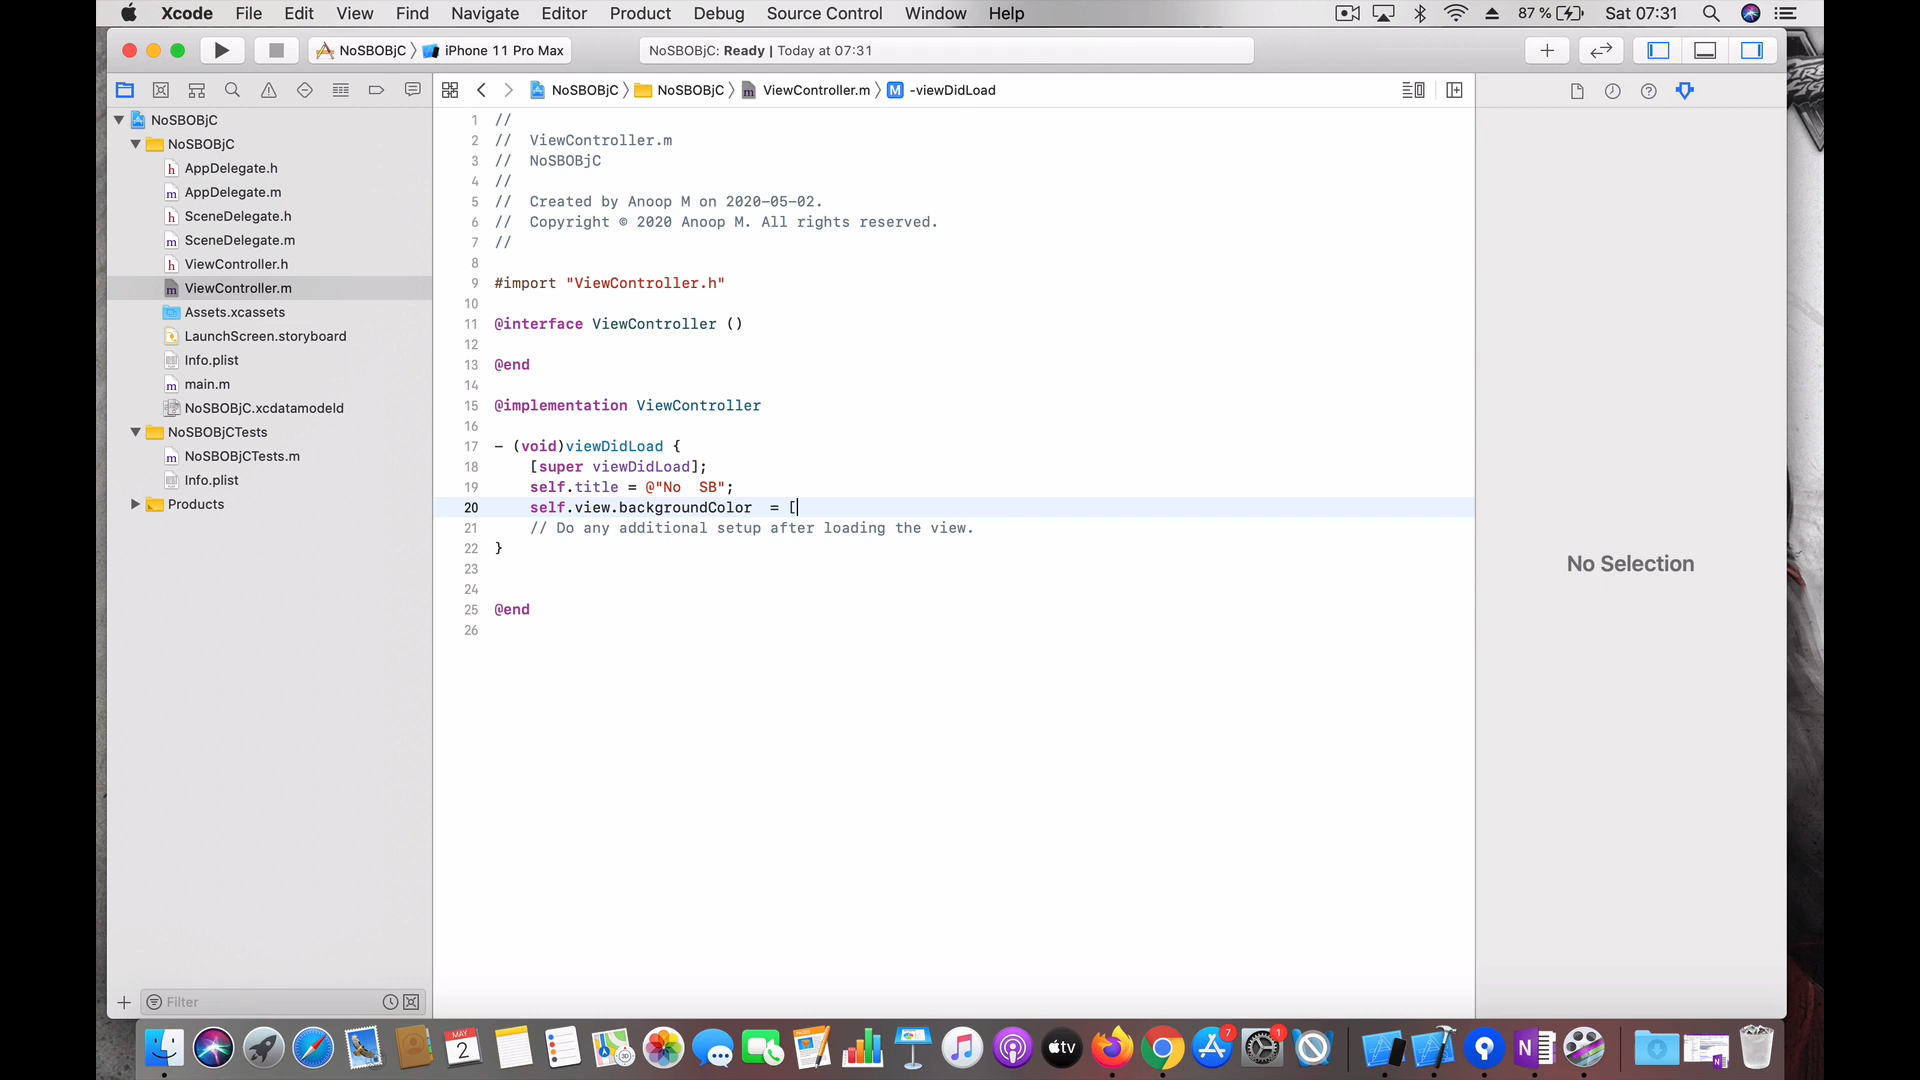 Xcode File Edit View Find Navigate Editor Product Debug Source Control Window Help 87 % Sat 07:31
NoSBOBjC iPhone 11 Pro Max NoSBOBjC: Ready | Today at 07:31
NoSBOBjC NoSBOBjC ViewController.m M -viewDidLoad
NoSBOBjC
NoSBOBjC
h AppDelegate.h
m AppDelegate.m
h SceneDelegate.h
m SceneDelegate.m
h ViewController.h
m ViewController.m
Assets.xcassets
LaunchScreen.storyboard
Info.plist
m main.m
NoSBOBjC.xcdatamodeld
NoSBOBjCTests
m NoSBOBjCTests.m
Info.plist
Products
Filter
1 //
2 //  ViewController.m
3 //  NoSBOBjC
4 //
5 //  Created by Anoop M on 2020-05-02.
6 //  Copyright © 2020 Anoop M. All rights reserved.
7 //
8
9 #import "ViewController.h"
10
11 @interface ViewController ()
12
13 @end
14
15 @implementation ViewController
16
17 - (void)viewDidLoad {
18     [super viewDidLoad];
19     self.title = @"No  SB";
20     self.view.backgroundColor  = [
21     // Do any additional setup after loading the view.
22 }
23
24
25 @end
26
No Selection
MAY
2
30
PAGES
tv
7
1
N
N